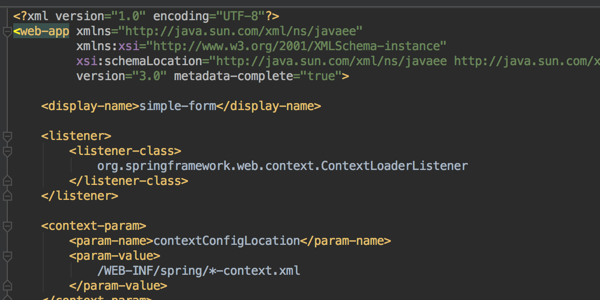 <?xml version="1.0" encoding="UTF-8"?>
<web-app xmlns="http://java.sun.com/xml/ns/javaee"
xmlns:xsi="http://www.w3.org/2001/XMLSchema-instance"
xsi:schemaLocation="http://java.sun.com/xml/ns/javaee http://java.sun.com/x
version="3.0" metadata-complete="true">
<display-name>simple-form</display-name>
<listener>
<listener-class>
org.springframework.web.context.ContextLoaderListener
</listener-class>
</listener>
<context-param>
<param-name>contextConfigLocation</param-name>
<param-value>
/WEB-INF/spring/*-context.xml
</param-value>
</context-param>